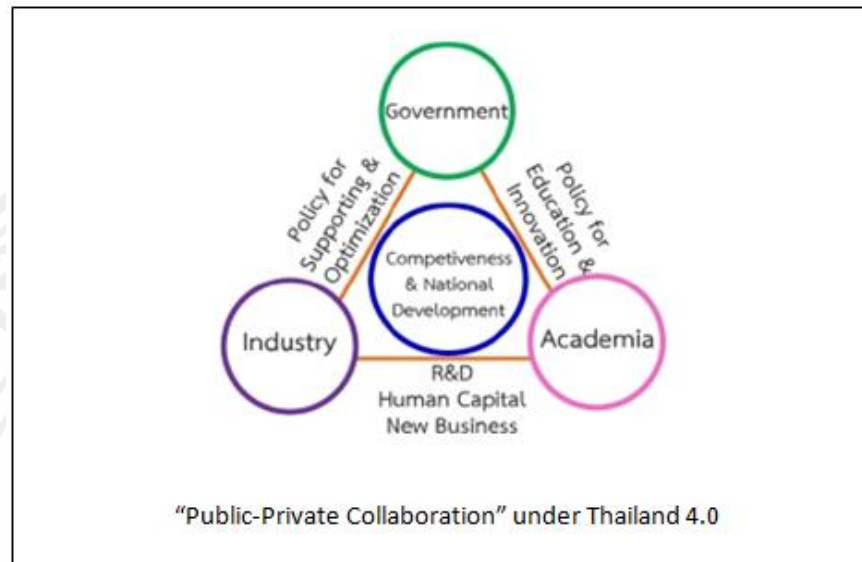 Government
Policy for
Supporting &
Optimization
Policy for
Education &
Innovation
Competiveness
& National
Development
Industry
Academia
R&D
Human Capital
New Business
“Public-Private Collaboration” under Thailand 4.0